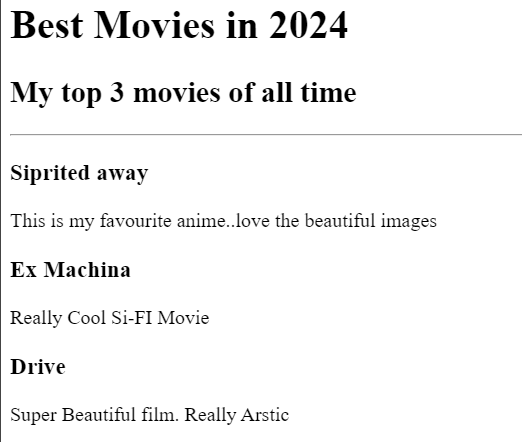 Best Movies in 2024
My top 3 movies of all time
Siprited away
This is my favourite anime..love the beautiful images
Ex Machina
Really Cool Si-FI Movie
Drive
Super Beautiful film. Really Arstic